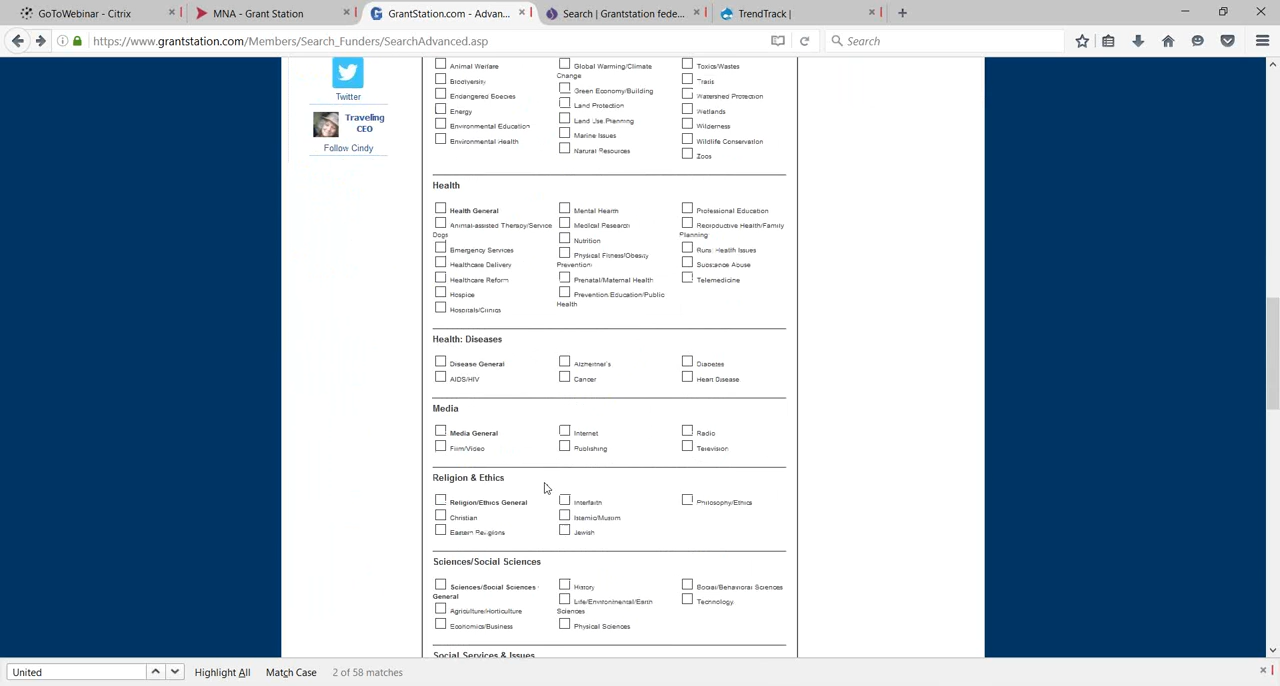 GoToWebinar - Citrix
MNA - Grant Station
GrantStation.com - Advan...
Search | Grantstation fede...
TrendTrack |
https://www.grantstation.com/Members/Search_Funders/SearchAdvanced.asp
Search
Twitter
Traveling
CEO
Follow Cindy
Animal Welfare
Biodiversity
Endangered Species
Energy
Environmental Education
Environmental Health
Global Warming/Climate
Change
Green Economy/Building
Land Protection
Land Use Planning
Marine Issues
Natural Resources
Toxics/Wastes
Trails
Watershed Protection
Wetlands
Wilderness
Wildlife Conservation
Zoos
Health
Health General
Animal-assisted Therapy/Service
Dogs
Emergency Services
Healthcare Delivery
Healthcare Reform
Hospice
Hospitals/Clinics
Mental Health
Medical Research
Nutrition
Physical Fitness/Obesity
Prevention
Prenatal/Maternal Health
Prevention Education/Public
Health
Professional Education
Reproductive Health/Family
Planning
Rural Health Issues
Substance Abuse
Telemedicine
Health: Diseases
Disease General
AIDS/HIV
Alzheimer's
Cancer
Diabetes
Heart Disease
Media
Media General
Film/Video
Internet
Publishing
Radio
Television
Religion & Ethics
Religion/Ethics General
Christian
Eastern Religions
Interfaith
Islamic/Muslim
Jewish
Philosophy/Ethics
Sciences/Social Sciences
Sciences/Social Sciences -
General
Agriculture/Horticulture
Economics/Business
History
Life/Environmental/Earth
Sciences
Physical Sciences
Social/Behavioral Sciences
Technology
Social Services & Issues
United
Highlight All
Match Case
2 of 58 matches